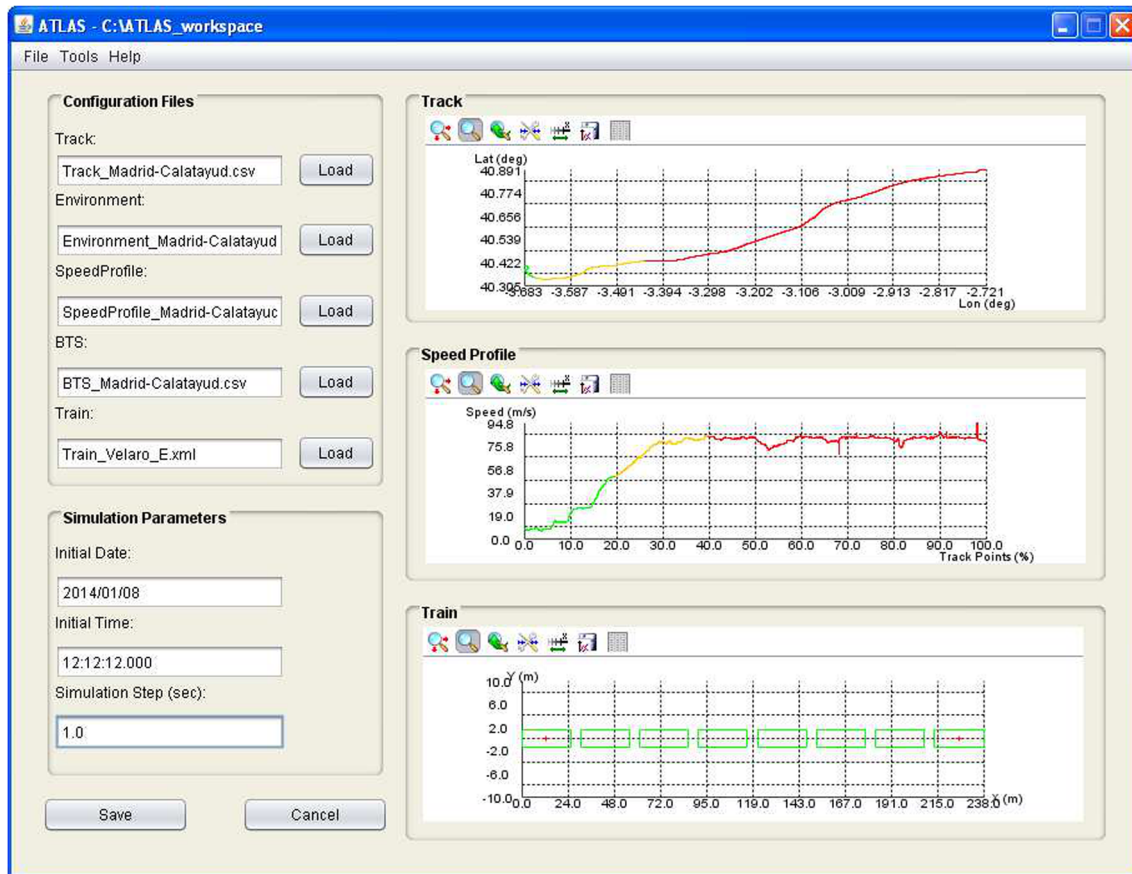 ATLAS - C:\ATLAS_workspace
File Tools Help
Configuration Files
Track:
Track_Madrid-Calatayud.csv
Load
Environment:
Environment_Madrid-Calatayud
Load
SpeedProfile:
SpeedProfile_Madrid-Calatayud
Load
BTS:
BTS_Madrid-Calatayud.csv
Load
Train:
Train_Velaro_E.xml
Load
Simulation Parameters
Initial Date:
2014/01/08
Initial Time:
12:12:12.000
Simulation Step (sec):
1.0
Save Cancel
Track
Lat (deg)
40.891
40.774
40.656
40.539
40.422
40.305
-3.683 -3.587 -3.491 -3.394 -3.298 -3.202 -3.106 -3.009 -2.913 -2.817 -2.721
Lon (deg)
Speed Profile
Speed (m/s)
94.8
75.8
56.8
37.9
19.0
0.0
0.0 10.0 20.0 30.0 40.0 50.0 60.0 70.0 80.0 90.0 100.0
Track Points (%)
Train
Y (m)
10.0
6.0
2.0
-2.0
-6.0
-10.0
0.0 24.0 48.0 72.0 95.0 119.0 143.0 167.0 191.0 215.0 238.0
X (m)